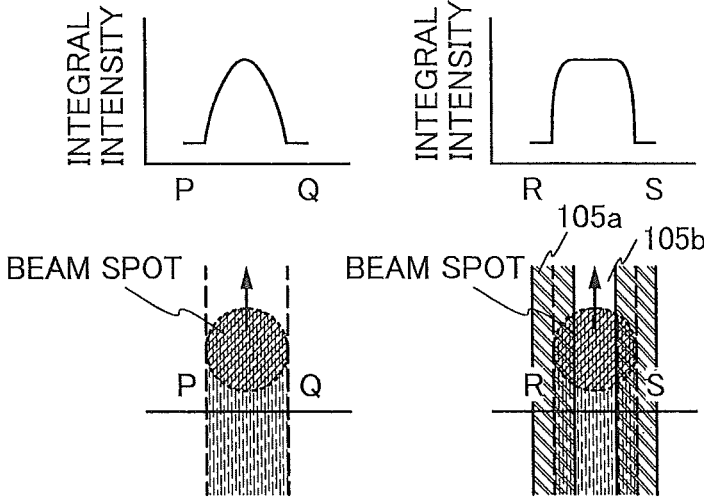 INTEGRAL
INTENSITY
P Q
INTEGRAL
INTENSITY
R S
BEAM SPOT
P Q
105a
105b
BEAM SPOT
R S